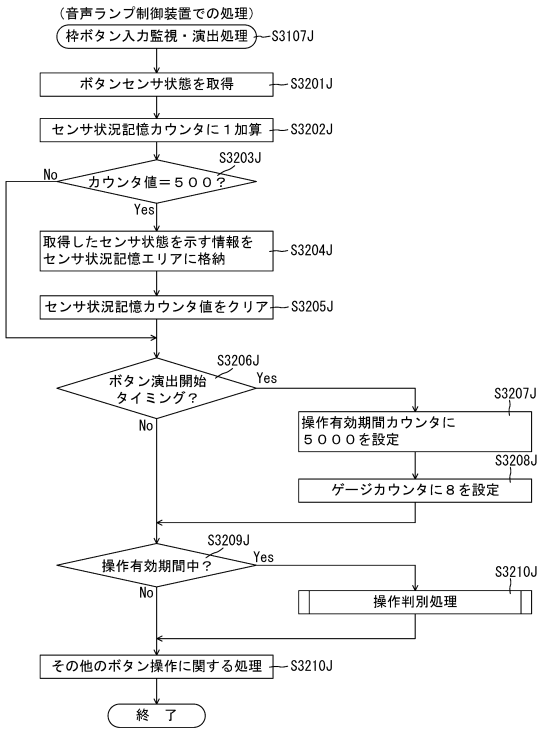 (音声ランプ制御装置での処理)
枠ボタン入力監視・演出処理
S3107J
ボタンセンサ状態を取得
S3201J
センサ状況記憶カウンタに1加算
S3202J
S3203J
カウンタ値=500?
No
Yes
取得したセンサ状態を示す情報を
センサ状況記憶エリアに格納
S3204J
センサ状況記憶カウンタ値をクリア
S3205J
S3206J
ボタン演出開始
タイミング?
Yes
No
S3207J
操作有効期間カウンタに
5000を設定
S3208J
ゲージカウンタに8を設定
S3209J
操作有効期間中?
Yes
No
S3210J
操作判別処理
その他のボタン操作に関する処理
S3210J
終 了